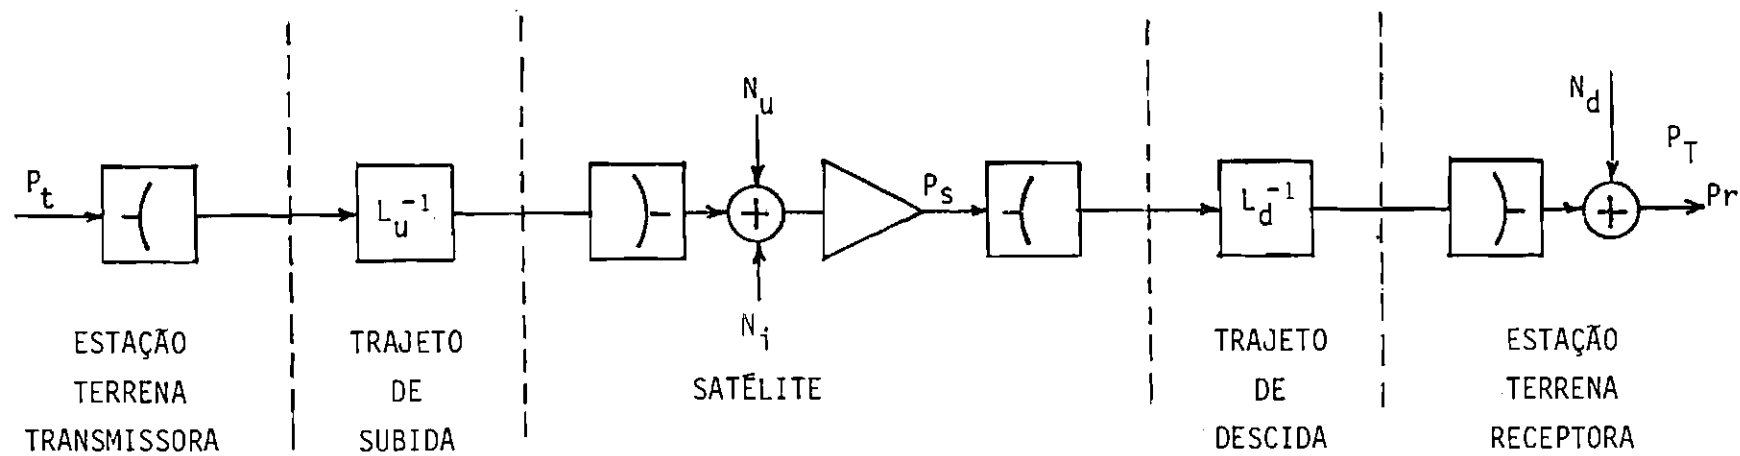 N_u
N_d
P_T
P_t
L_u^-1
P_s
L_d^-1
Pr
N_i
ESTAÇÃO
TERRENA
TRANSMISSORA
TRAJETO
DE
SUBIDA
SATÉLITE
TRAJETO
DE
DESCIDA
ESTAÇÃO
TERRENA
RECEPTORA